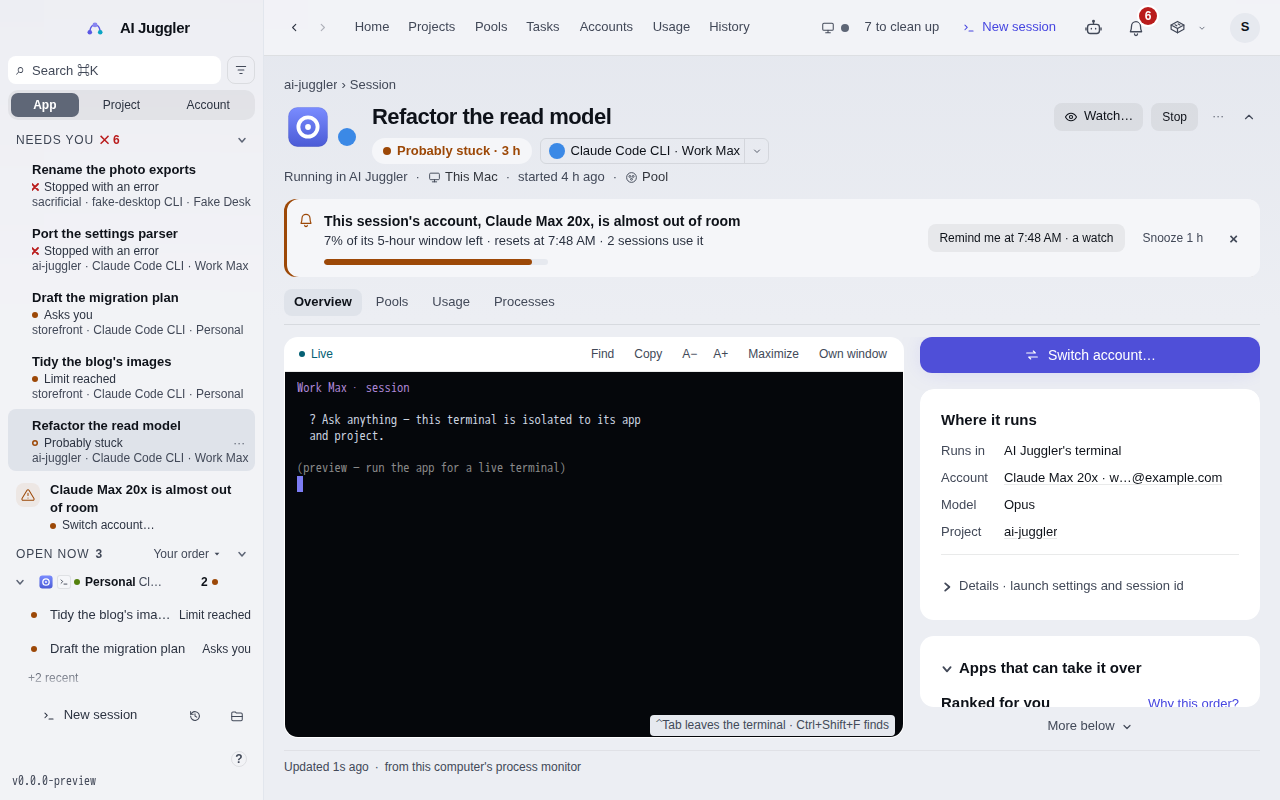 AI Juggler
Search ⌘K
App Project Account
NEEDS YOU 6
Rename the photo exports
Stopped with an error
sacrificial · fake-desktop CLI · Fake Desk
Port the settings parser
Stopped with an error
ai-juggler · Claude Code CLI · Work Max
Draft the migration plan
Asks you
storefront · Claude Code CLI · Personal
Tidy the blog's images
Limit reached
storefront · Claude Code CLI · Personal
Refactor the read model
Probably stuck ···
ai-juggler · Claude Code CLI · Work Max
Claude Max 20x is almost out
of room
Switch account…
OPEN NOW 3 Your order
Personal Cl… 2
Tidy the blog's ima… Limit reached
Draft the migration plan Asks you
+2 recent
New session
?
v0.0.0-preview
Home Projects Pools Tasks Accounts Usage History
7 to clean up New session 6 S
ai-juggler › Session
Refactor the read model
Watch… Stop ···
Probably stuck · 3 h Claude Code CLI · Work Max
Running in AI Juggler · This Mac · started 4 h ago · Pool
This session's account, Claude Max 20x, is almost out of room
7% of its 5-hour window left · resets at 7:48 AM · 2 sessions use it
Remind me at 7:48 AM · a watch Snooze 1 h ×
Overview Pools Usage Processes
Live Find Copy A− A+ Maximize Own window
Work Max · session
? Ask anything — this terminal is isolated to its app
and project.
(preview — run the app for a live terminal)
^Tab leaves the terminal · Ctrl+Shift+F finds
Switch account…
Where it runs
Runs in AI Juggler's terminal
Account Claude Max 20x · w…@example.com
Model Opus
Project ai-juggler
Details · launch settings and session id
Apps that can take it over
Ranked for you Why this order?
More below
Updated 1s ago · from this computer's process monitor